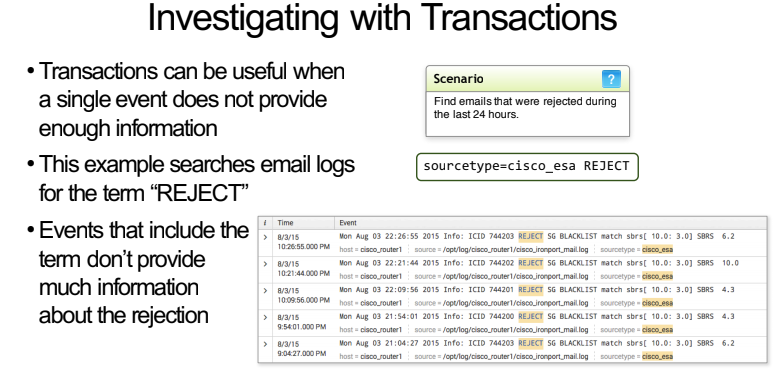 Investigating with Transactions
• Transactions can be useful when
a single event does not provide
enough information
• This example searches email logs
for the term “REJECT”
• Events that include the
term don’t provide
much information
about the rejection
Scenario ?
Find emails that were rejected during
the last 24 hours.
sourcetype=cisco_esa REJECT
i Time Event
> 8/3/15 Mon Aug 03 22:26:55 2015 Info: ICID 744203 REJECT SG BLACKLIST match sbrs[ 10.0: 3.0] SBRS 6.2
10:26:55.000 PM host = cisco_router1 source = /opt/log/cisco_router1/cisco_ironport_mail.log sourcetype = cisco_esa
> 8/3/15 Mon Aug 03 22:21:44 2015 Info: ICID 744202 REJECT SG BLACKLIST match sbrs[ 10.0: 3.0] SBRS 10.0
10:21:44.000 PM host = cisco_router1 source = /opt/log/cisco_router1/cisco_ironport_mail.log sourcetype = cisco_esa
> 8/3/15 Mon Aug 03 22:09:56 2015 Info: ICID 744201 REJECT SG BLACKLIST match sbrs[ 10.0: 3.0] SBRS 4.3
10:09:56.000 PM host = cisco_router1 source = /opt/log/cisco_router1/cisco_ironport_mail.log sourcetype = cisco_esa
> 8/3/15 Mon Aug 03 21:54:01 2015 Info: ICID 744200 REJECT SG BLACKLIST match sbrs[ 10.0: 3.0] SBRS 4.3
9:54:01.000 PM host = cisco_router1 source = /opt/log/cisco_router1/cisco_ironport_mail.log sourcetype = cisco_esa
> 8/3/15 Mon Aug 03 21:04:27 2015 Info: ICID 744203 REJECT SG BLACKLIST match sbrs[ 10.0: 3.0] SBRS 6.2
9:04:27.000 PM host = cisco_router1 source = /opt/log/cisco_router1/cisco_ironport_mail.log sourcetype = cisco_esa